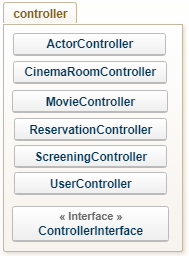 controller
ActorController
CinemaRoomController
MovieController
ReservationController
ScreeningController
UserController
« Interface »
ControllerInterface